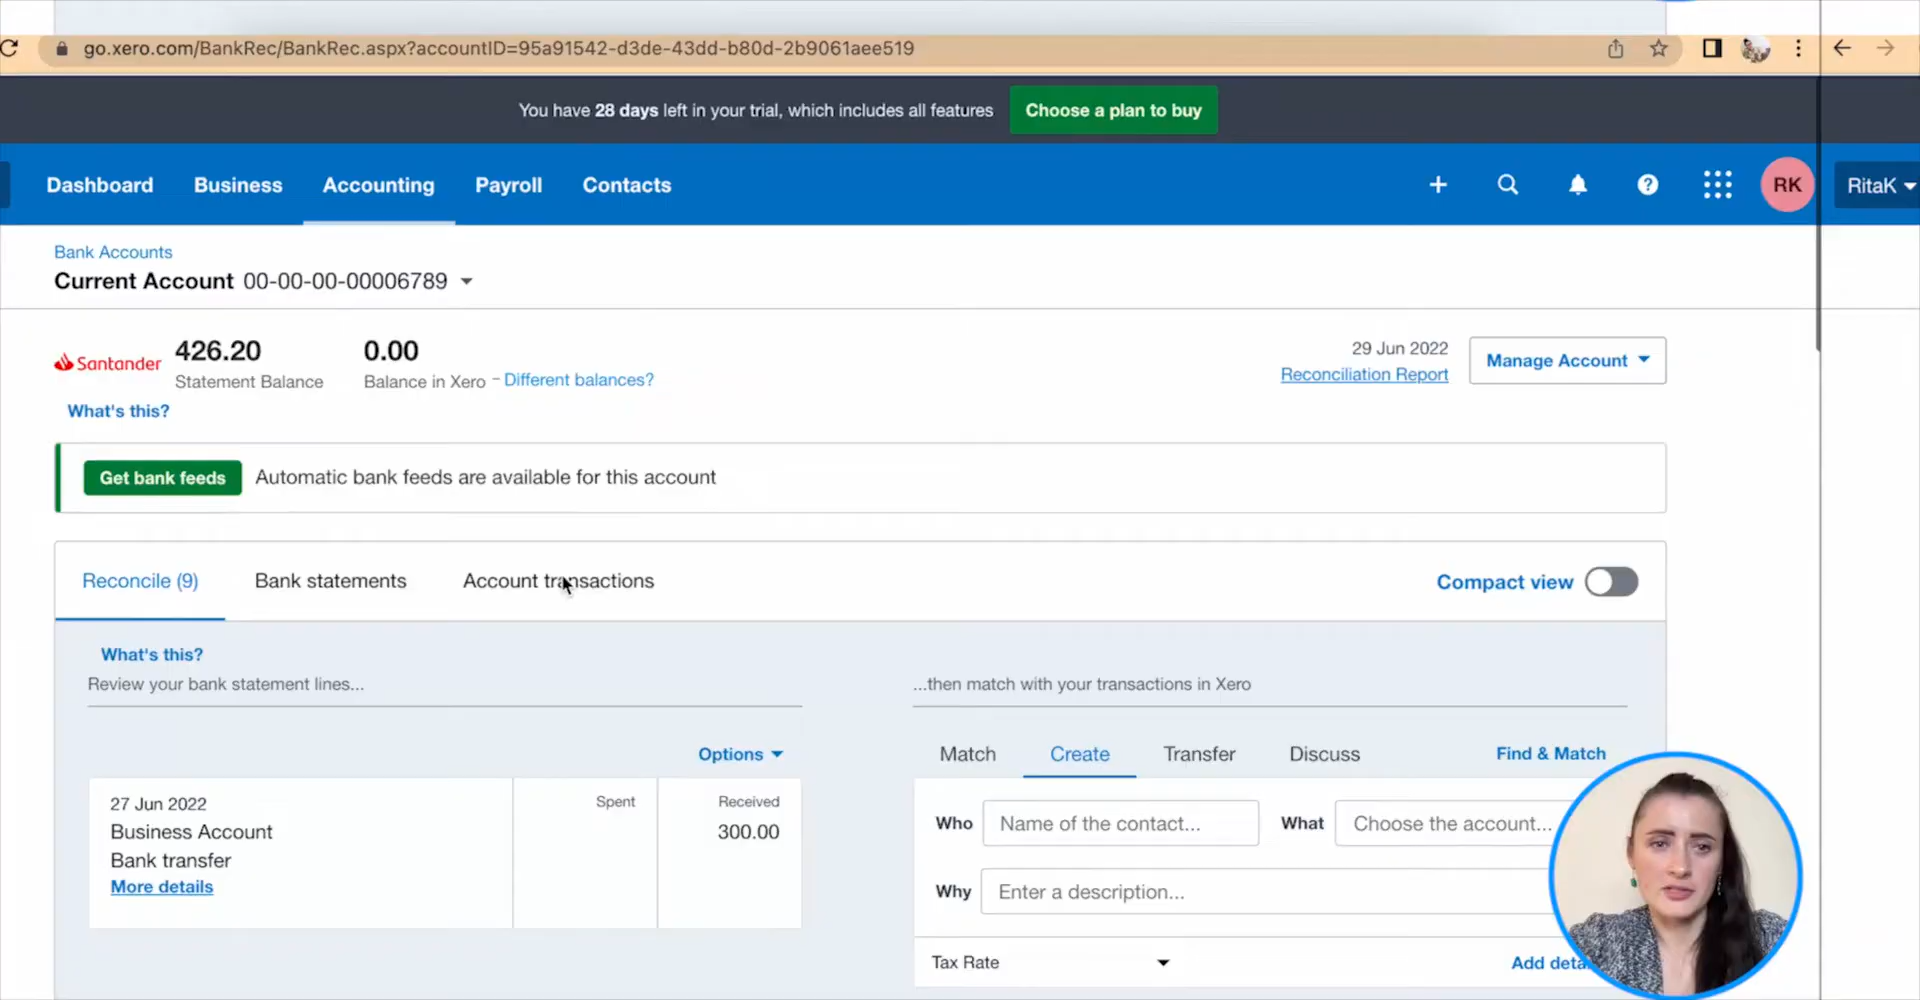 go.xero.com/BankRec/BankRec.aspx?accountID=95a91542-d3de-43dd-b80d-2b9061aee519
You have 28 days left in your trial, which includes all features Choose a plan to buy
Dashboard Business Accounting Payroll Contacts RK RitaK
Bank Accounts
Current Account 00-00-00-00006789
Santander 426.20 0.00 29 Jun 2022 Manage Account
Statement Balance Balance in Xero - Different balances? Reconciliation Report
What's this?
Get bank feeds Automatic bank feeds are available for this account
Reconcile (9) Bank statements Account transactions Compact view
What's this?
Review your bank statement lines... ...then match with your transactions in Xero
Options Match Create Transfer Discuss Find & Match
27 Jun 2022 Spent Received
Business Account 300.00 Who Name of the contact... What Choose the account...
Bank transfer
More details Why Enter a description...
Tax Rate Add